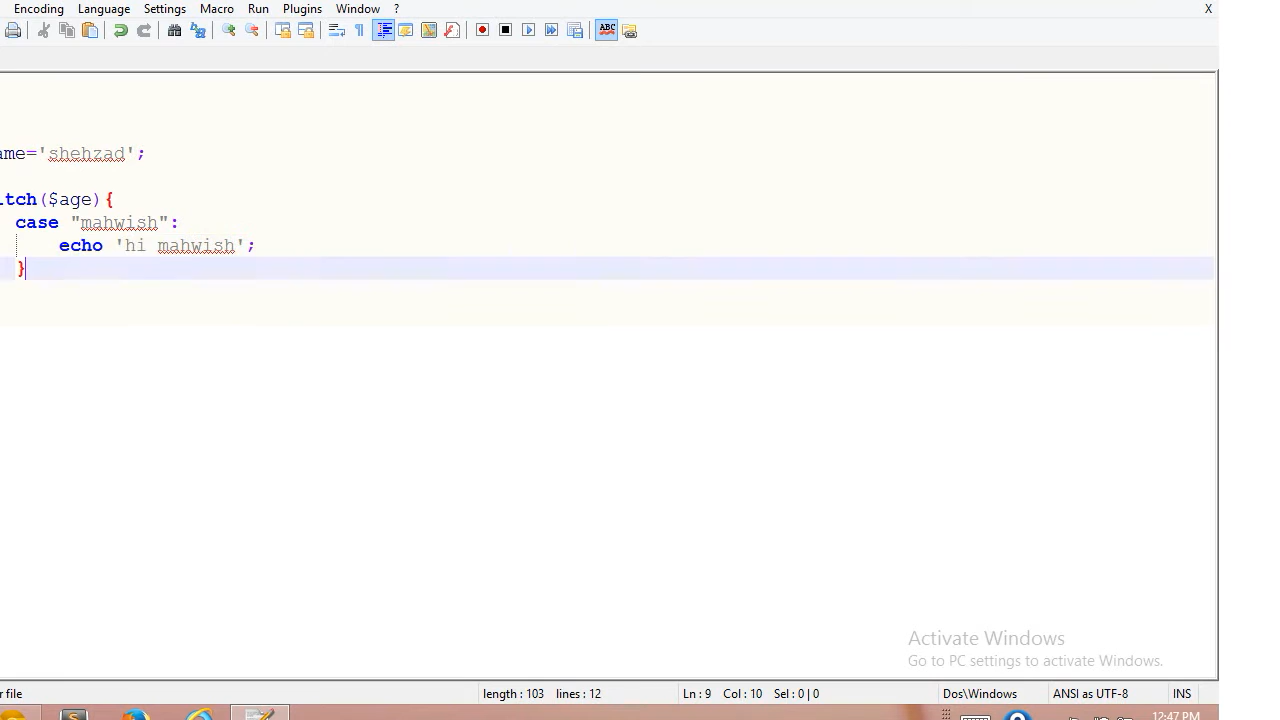 Encoding Language Settings Macro Run Plugins Window ? X
ABC
ame='shehzad';
itch($age){
case "mahwish":
echo 'hi mahwish';
}
Activate Windows
Go to PC settings to activate Windows.
r file length : 103 lines : 12 Ln : 9 Col : 10 Sel : 0 | 0 Dos\Windows ANSI as UTF-8 INS
12:47 PM